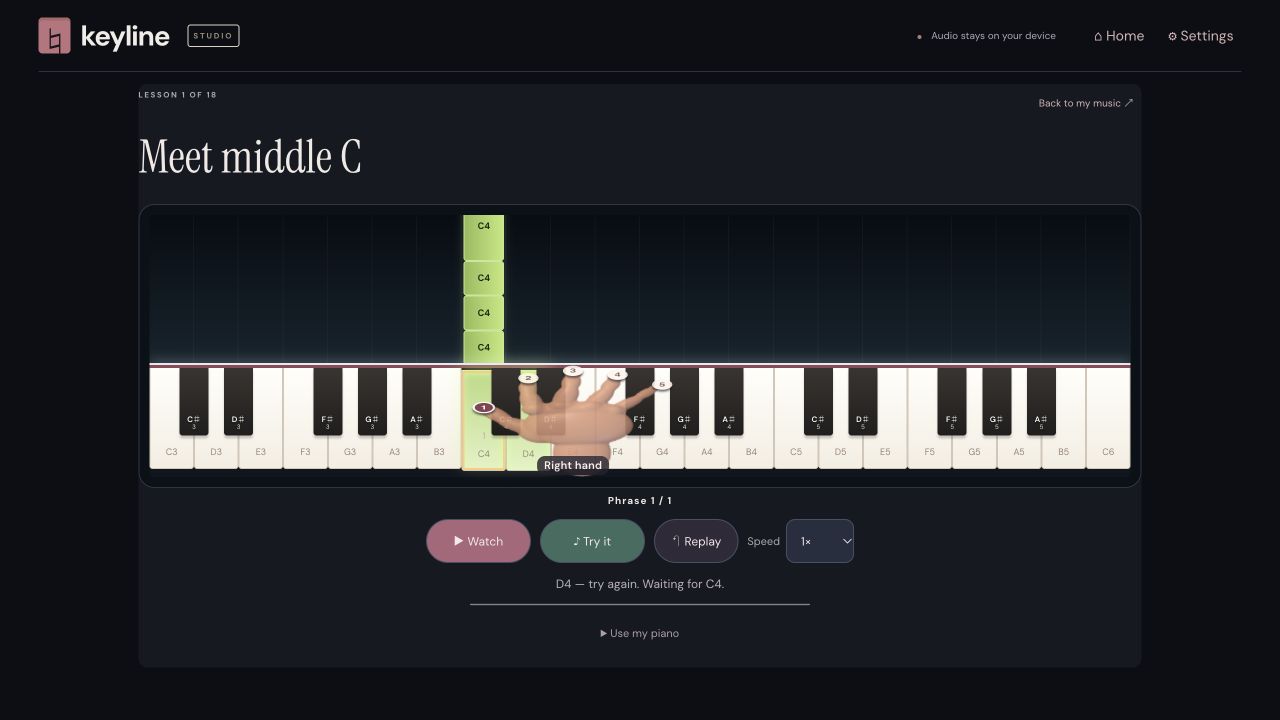 keyline STUDIO
Audio stays on your device
⌂ Home
⚙ Settings
LESSON 1 OF 18
Back to my music ↗
Meet middle C
C4
C4
C4
C4
1 2 3 4 5
C♯ 3 D♯ 3 F♯ 3 G♯ 3 A♯ 3 F♯ 4 G♯ 4 A♯ 4 C♯ 5 D♯ 5 F♯ 5 G♯ 5 A♯ 5
1
C3 D3 E3 F3 G3 A3 B3 C4 D4 F4 G4 A4 B4 C5 D5 E5 F5 G5 A5 B5 C6
Right hand
Phrase 1 / 1
▶ Watch
♪ Try it
Replay
Speed
1×
D4 — try again. Waiting for C4.
▶ Use my piano